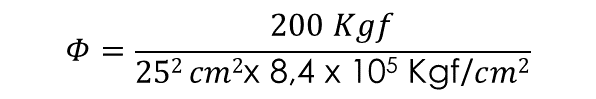 Φ = 200 Kgf / 25² cm²x 8,4 x 10⁵ Kgf/cm²